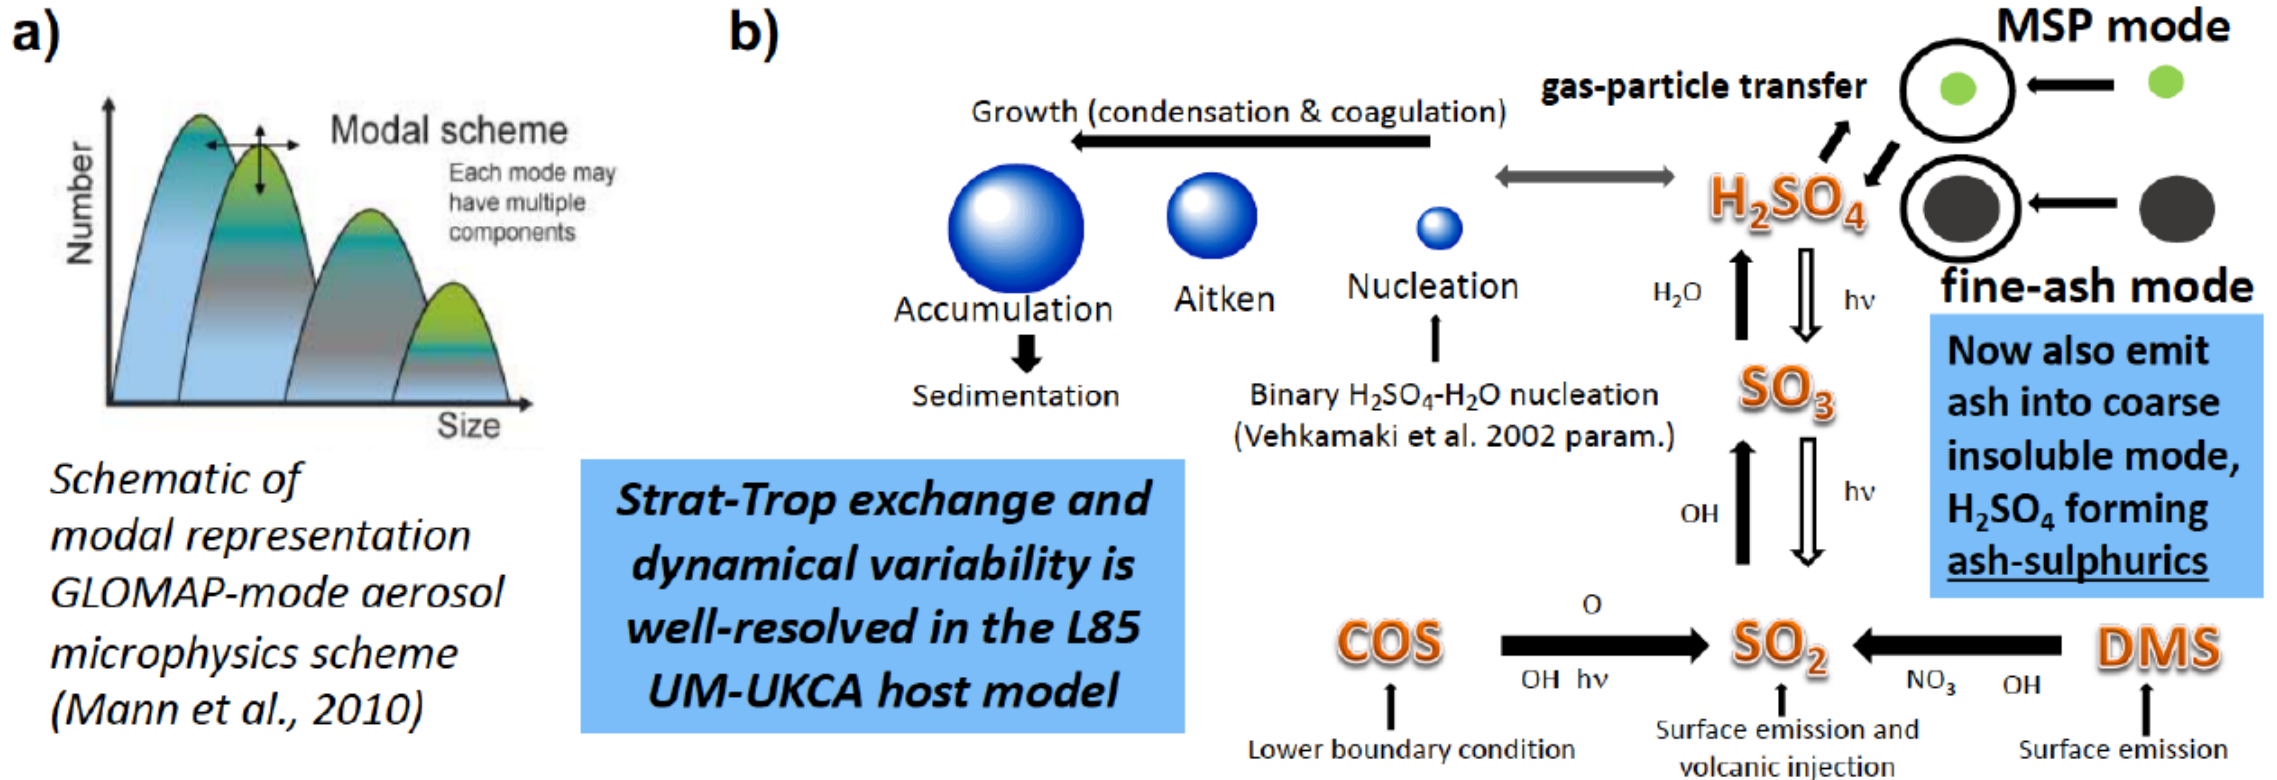 a)
Number
Modal scheme
Each mode may
have multiple
components
Size
Schematic of
modal representation
GLOMAP-mode aerosol
microphysics scheme
(Mann et al., 2010)
Strat-Trop exchange and
dynamical variability is
well-resolved in the L85
UM-UKCA host model
b)
MSP mode
gas-particle transfer
Growth (condensation & coagulation)
H₂SO₄
Accumulation
Aitken
Nucleation
Sedimentation
Binary H₂SO₄-H₂O nucleation
(Vehkamaki et al. 2002 param.)
H₂O
hν
fine-ash mode
Now also emit
ash into coarse
insoluble mode,
H₂SO₄ forming
ash-sulphurics
SO₃
OH
hν
COS
O
OH hν
SO₂
NO₃ OH
DMS
Lower boundary condition
Surface emission and
volcanic injection
Surface emission